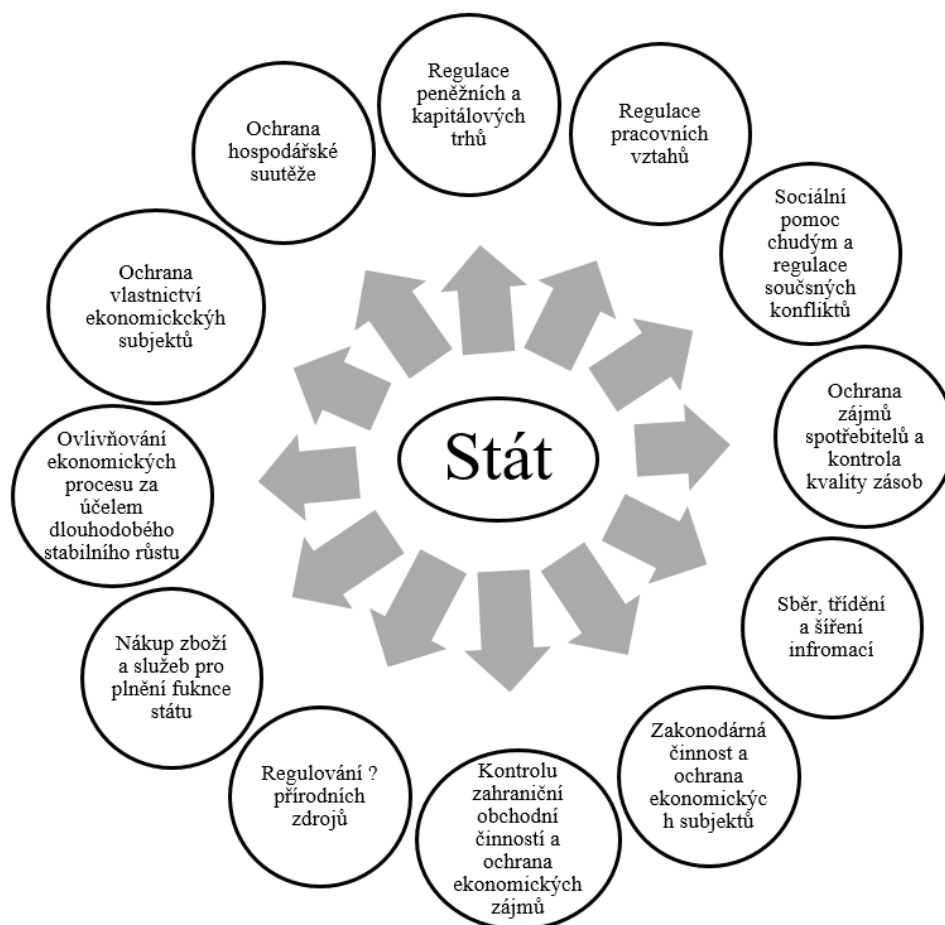 Regulace
peněžních a
kapitálových
trhů
Regulace
pracovních
vztahů
Sociální
pomoc
chudým a
regulace
součsných
konfliktů
Ochrana
zájmů
spotřebitelů a
kontrola
kvality zásob
Sběr, třídění
a šíření
infromací
Zakonodárná
činnost a
ochrana
ekonomickýc
h subjektů
Kontrolu
zahraniční
obchodní
činností a
ochrana
ekonomických
zájmů
Regulování ?
přírodních
zdrojů
Nákup zboží
a služeb pro
plnění fuknce
státu
Ovlivňování
ekonomických
procesu za
účelem
dlouhodobého
stabilního růstu
Ochrana
vlastnictví
ekonomickckýh
subjektů
Ochrana
hospodářské
suutěže
Stát